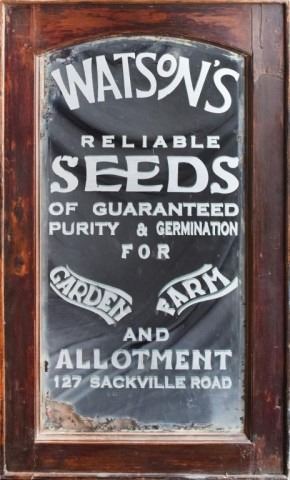 WATSON'S
RELIABLE
SEEDS
OF GUARANTEED
PURITY & GERMINATION
FOR
GARDEN FARM
AND
ALLOTMENT
127 SACKVILLE ROAD